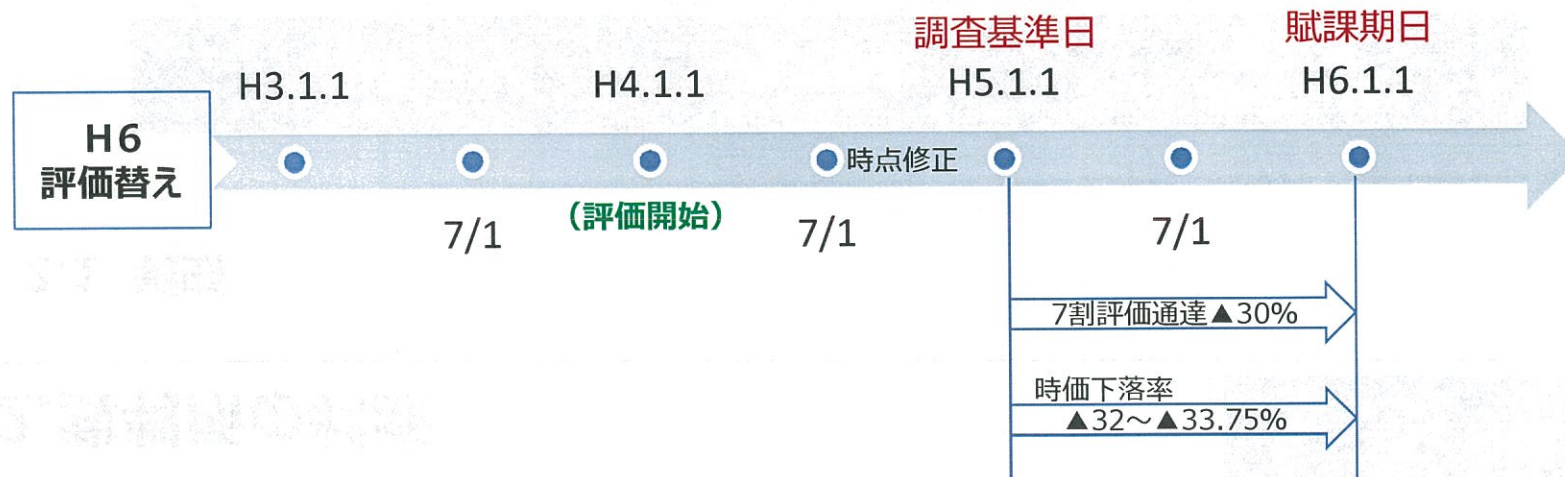 調査基準日
賦課期日
H3.1.1
H4.1.1
H5.1.1
H6.1.1
H6
評価替え
時点修正
7/1
(評価開始)
7/1
7/1
7割評価通達▲30%
時価下落率
▲32～▲33.75%